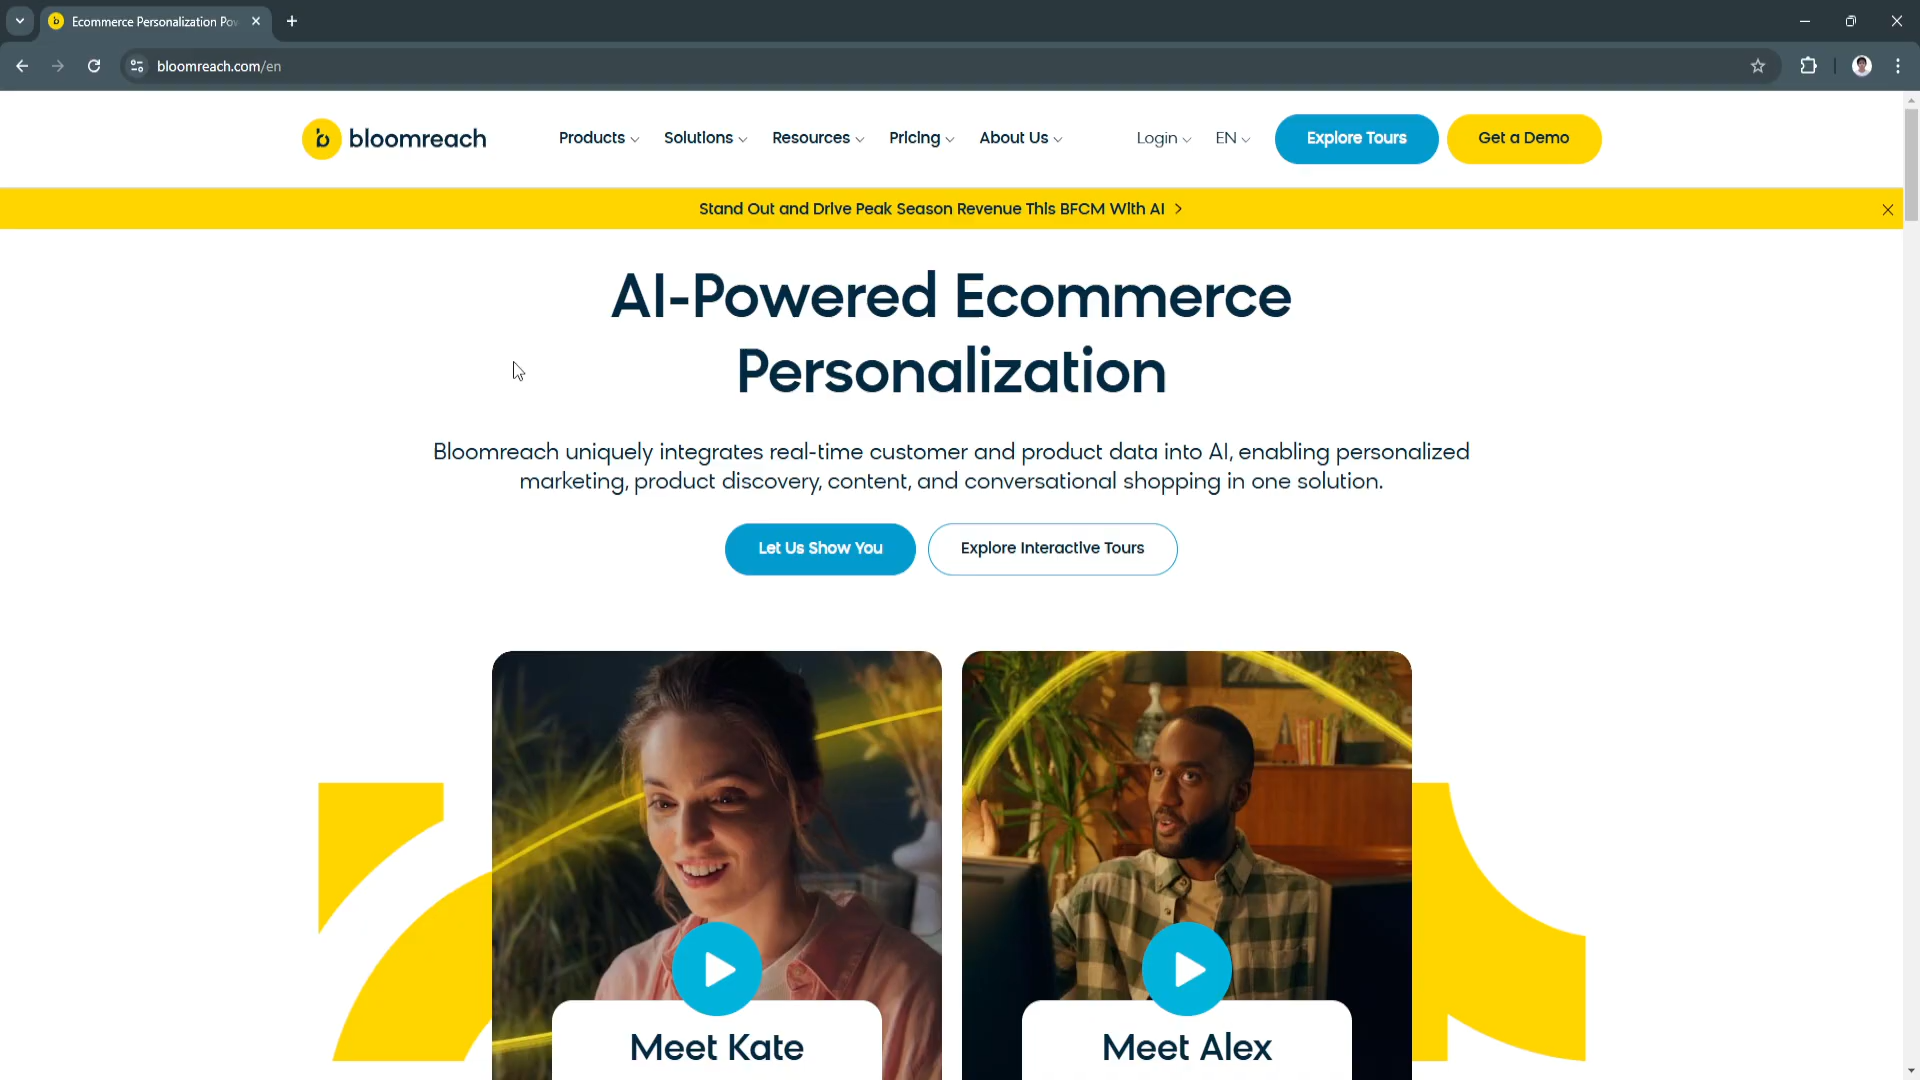 Ecommerce Personalization Pow
bloomreach.com/en
bloomreach
Products
Solutions
Resources
Pricing
About Us
Login
EN
Explore Tours
Get a Demo
Stand Out and Drive Peak Season Revenue This BFCM With AI
AI-Powered Ecommerce
Personalization
Bloomreach uniquely integrates real-time customer and product data into AI, enabling personalized
marketing, product discovery, content, and conversational shopping in one solution.
Let Us Show You
Explore Interactive Tours
Meet Kate
Meet Alex